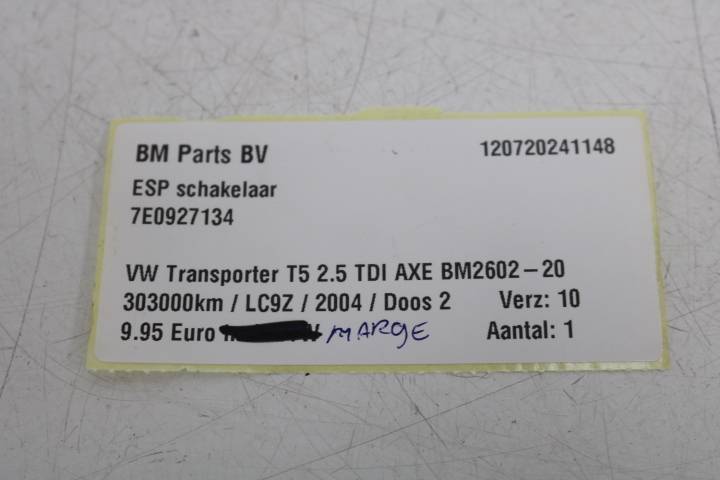 BM Parts BV 120720241148
ESP schakelaar
7E0927134
VW Transporter T5 2.5 TDI AXE BM2602-20
303000km / LC9Z / 2004 / Doos 2 Verz: 10
9.95 Euro MARGE Aantal: 1